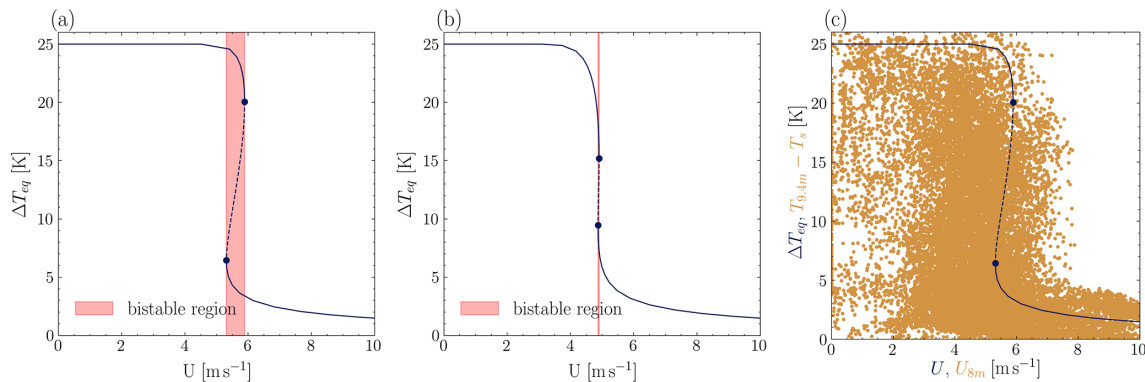 (a)
ΔT_eq [K]
25
20
15
10
5
0
bistable region
0 2 4 6 8 10
U [m s⁻¹]
(b)
ΔT_eq [K]
25
20
15
10
5
0
bistable region
0 2 4 6 8 10
U [m s⁻¹]
(c)
ΔT_eq, T_9.4m − T_s [K]
25
20
15
10
5
0
0 2 4 6 8 10
U, U_8m [m s⁻¹]